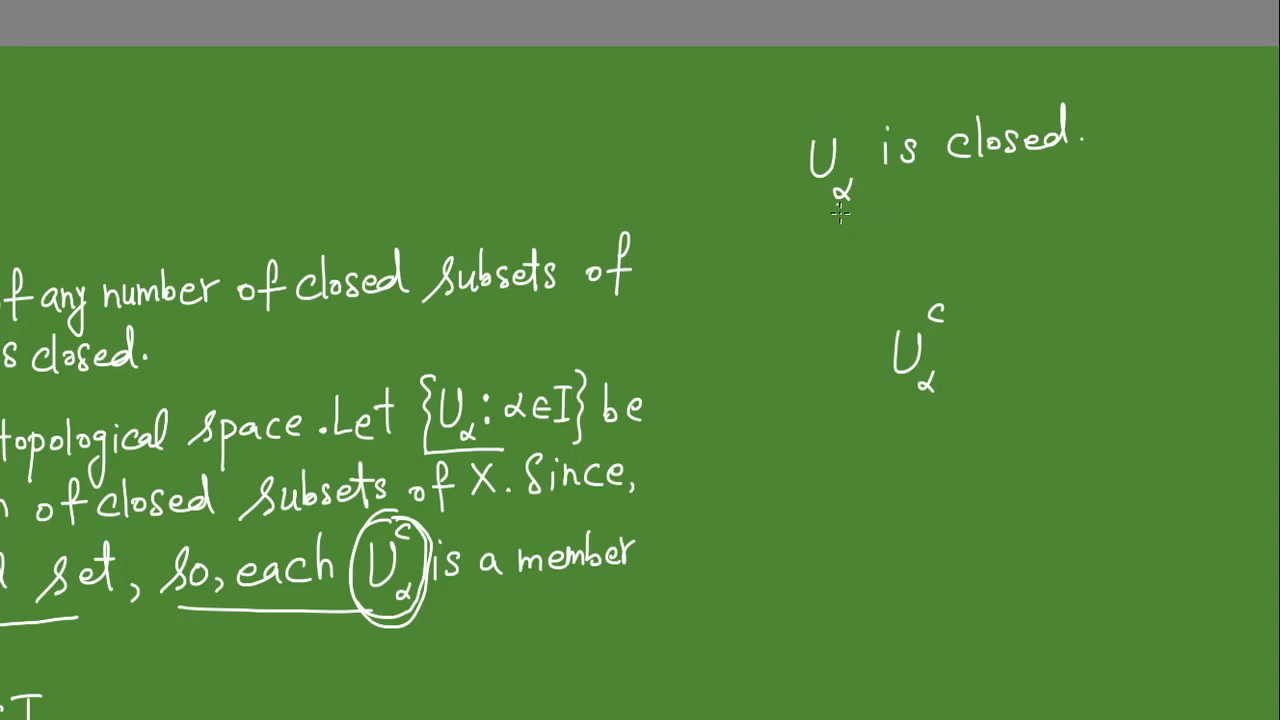 U_α is closed.
of any number of closed subsets of
U_α^c
s closed.
topological space. Let {U_α : α ∈ I} be
n of closed subsets of X. Since,
set, so, each U_α^c is a member